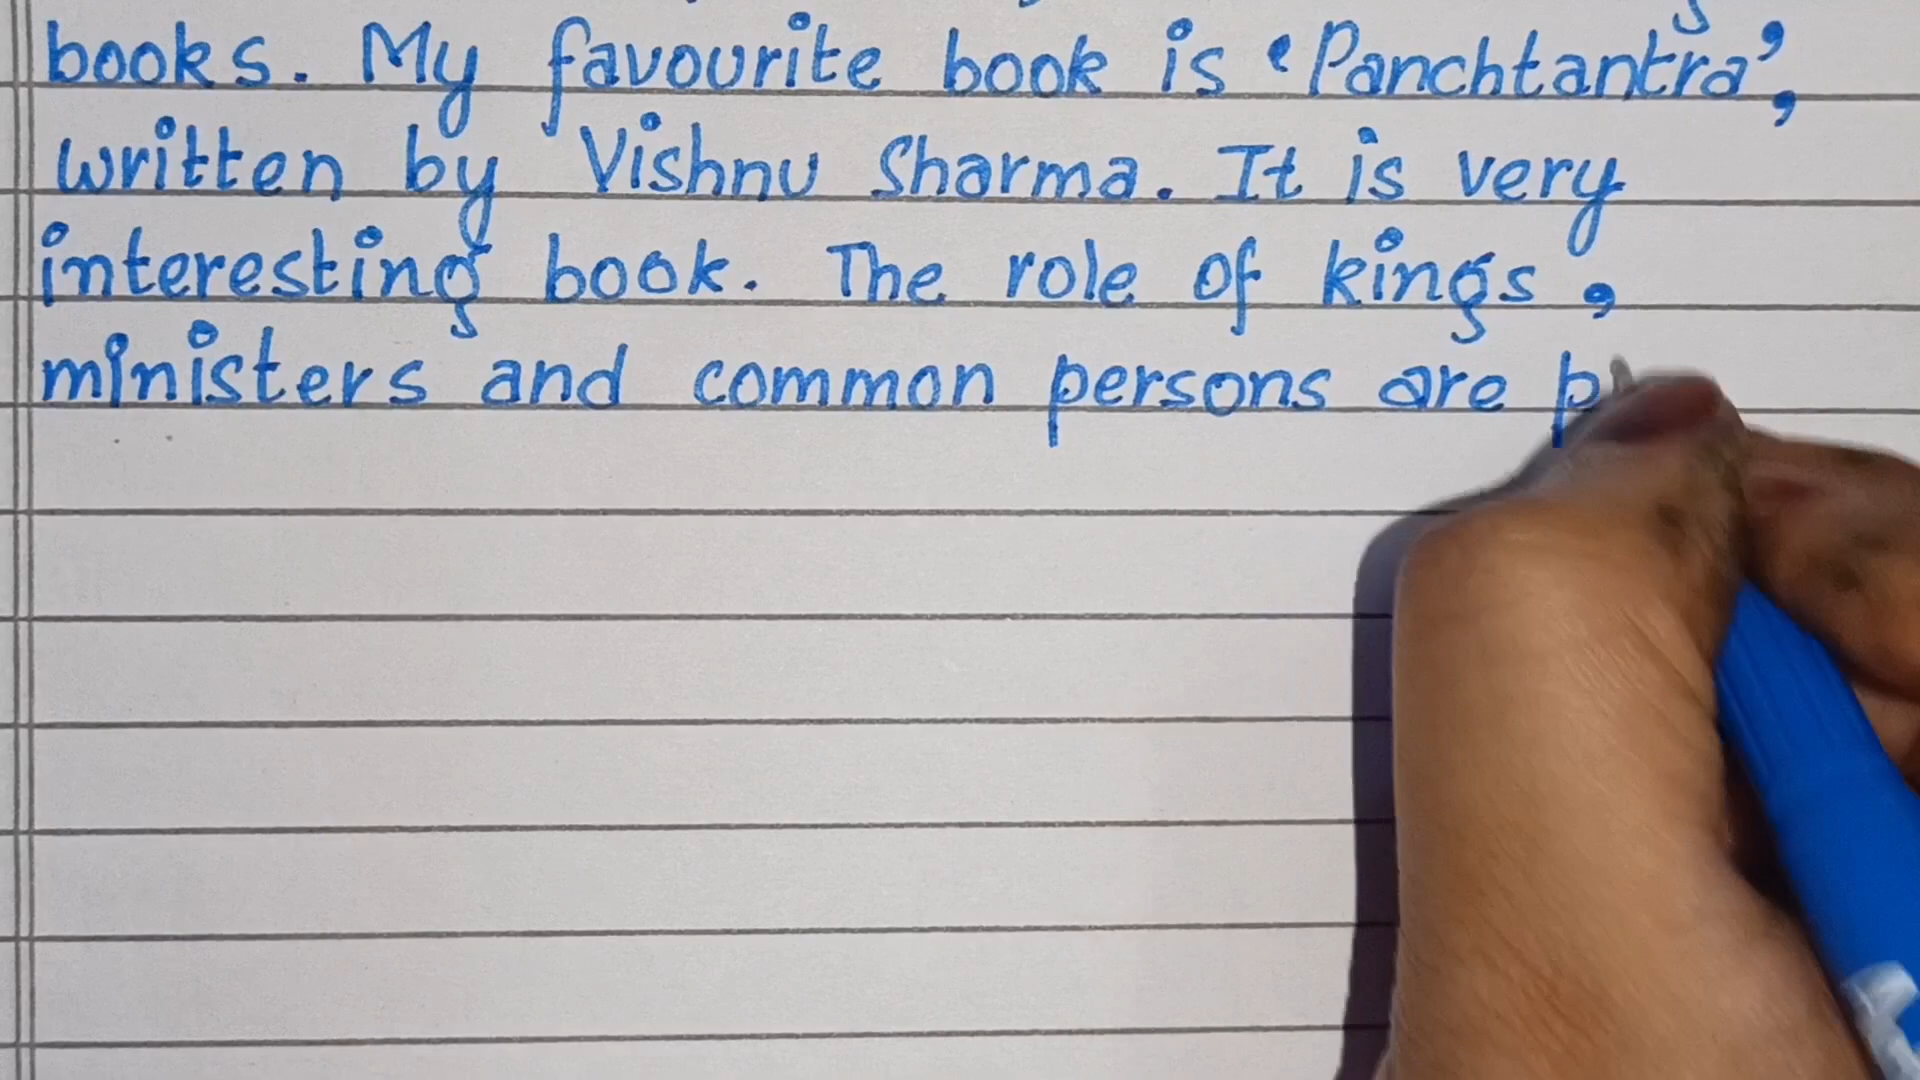 books. My favourite book is ‘Panchtantra’,
written by Vishnu Sharma. It is very
interesting book. The role of kings,
ministers and common persons are p